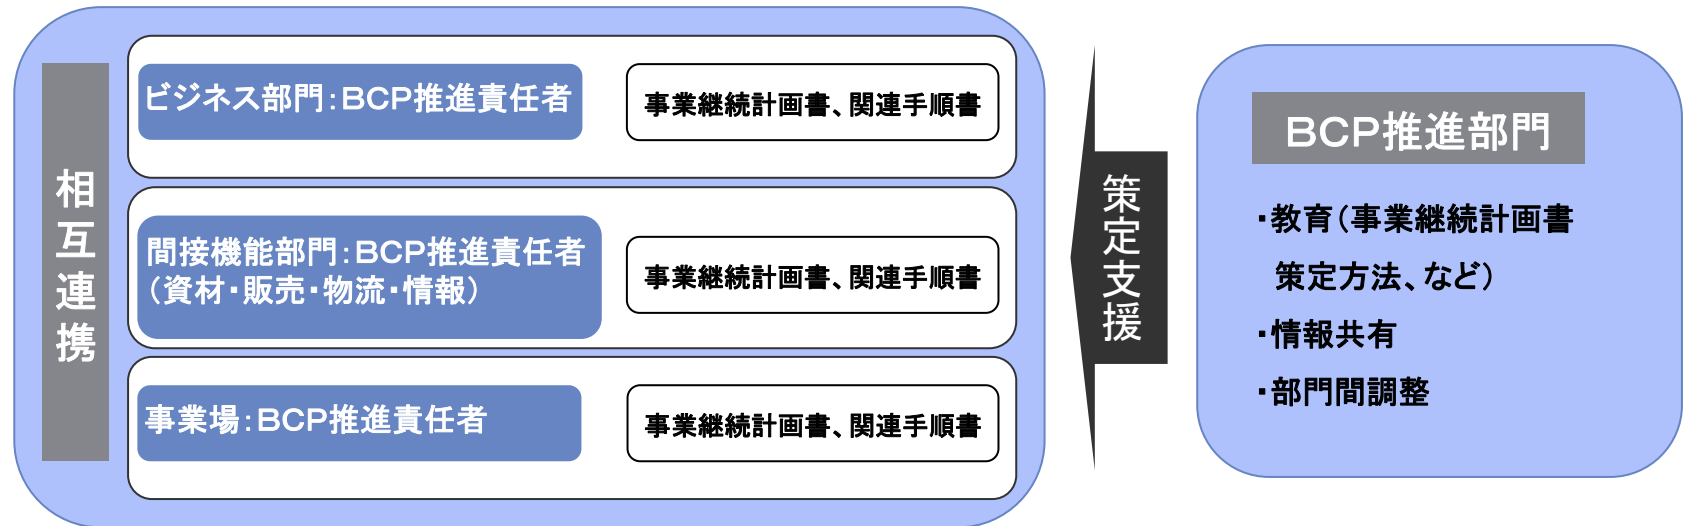 相互連携
ビジネス部門：ＢＣＰ推進責任者
事業継続計画書、関連手順書
間接機能部門：ＢＣＰ推進責任者
（資材・販売・物流・情報）
事業継続計画書、関連手順書
事業場：ＢＣＰ推進責任者
事業継続計画書、関連手順書
策定支援
ＢＣＰ推進部門
・教育（事業継続計画書
策定方法、など）
・情報共有
・部門間調整